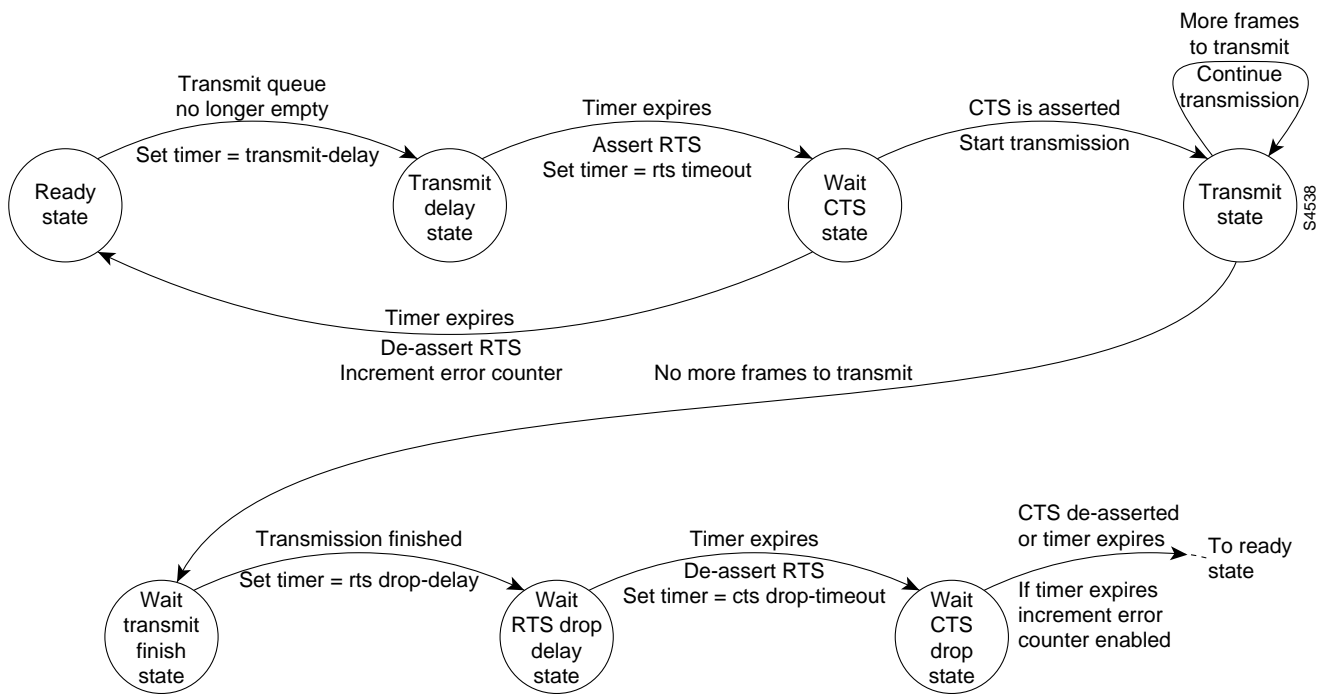 More frames
to transmit
Continue
transmission
Transmit queue
no longer empty
Set timer = transmit-delay
Timer expires
Assert RTS
Set timer = rts timeout
CTS is asserted
Start transmission
Ready
state
Transmit
delay
state
Wait
CTS
state
Transmit
state
S4538
Timer expires
De-assert RTS
Increment error counter
No more frames to transmit
Transmission finished
Set timer = rts drop-delay
Timer expires
De-assert RTS
Set timer = cts drop-timeout
CTS de-asserted
or timer expires
If timer expires
increment error
counter enabled
To ready
state
Wait
transmit
finish
state
Wait
RTS drop
delay
state
Wait
CTS
drop
state